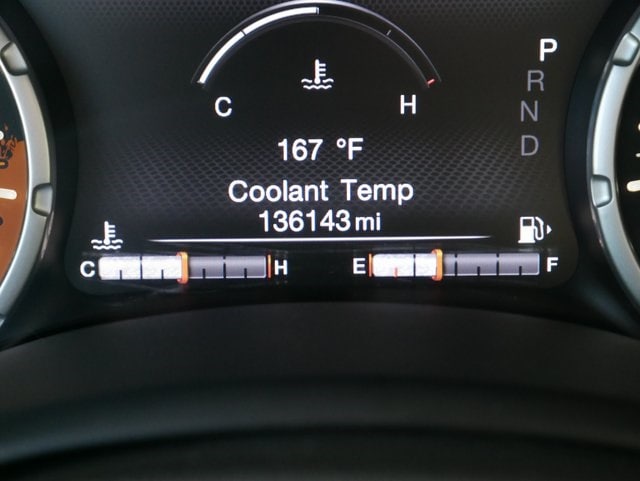 P
R
C H
N
167 °F
D
Coolant Temp
136143 mi
C H E F